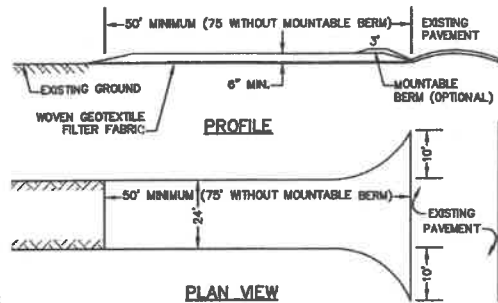 50' MINIMUM (75 WITHOUT MOUNTABLE BERM)
EXISTING
PAVEMENT
3'
EXISTING GROUND
6" MIN.
MOUNTABLE
BERM (OPTIONAL)
WOVEN GEOTEXTILE
FILTER FABRIC
PROFILE
10'
50' MINIMUM (75' WITHOUT MOUNTABLE BERM)
24'
EXISTING
PAVEMENT
10'
PLAN VIEW